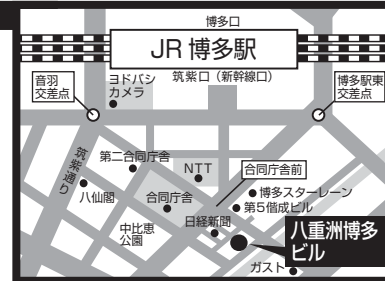 博多口
JR 博多駅
筑紫口（新幹線口）
音羽
交差点
ヨドバシ
カメラ
博多駅東
交差点
筑紫通り
第二合同庁舎
NTT
合同庁舎前
八仙閣
合同庁舎
博多スターレーン
第5偕成ビル
中比恵
公園
日経新聞
八重洲博多
ビル
ガスト